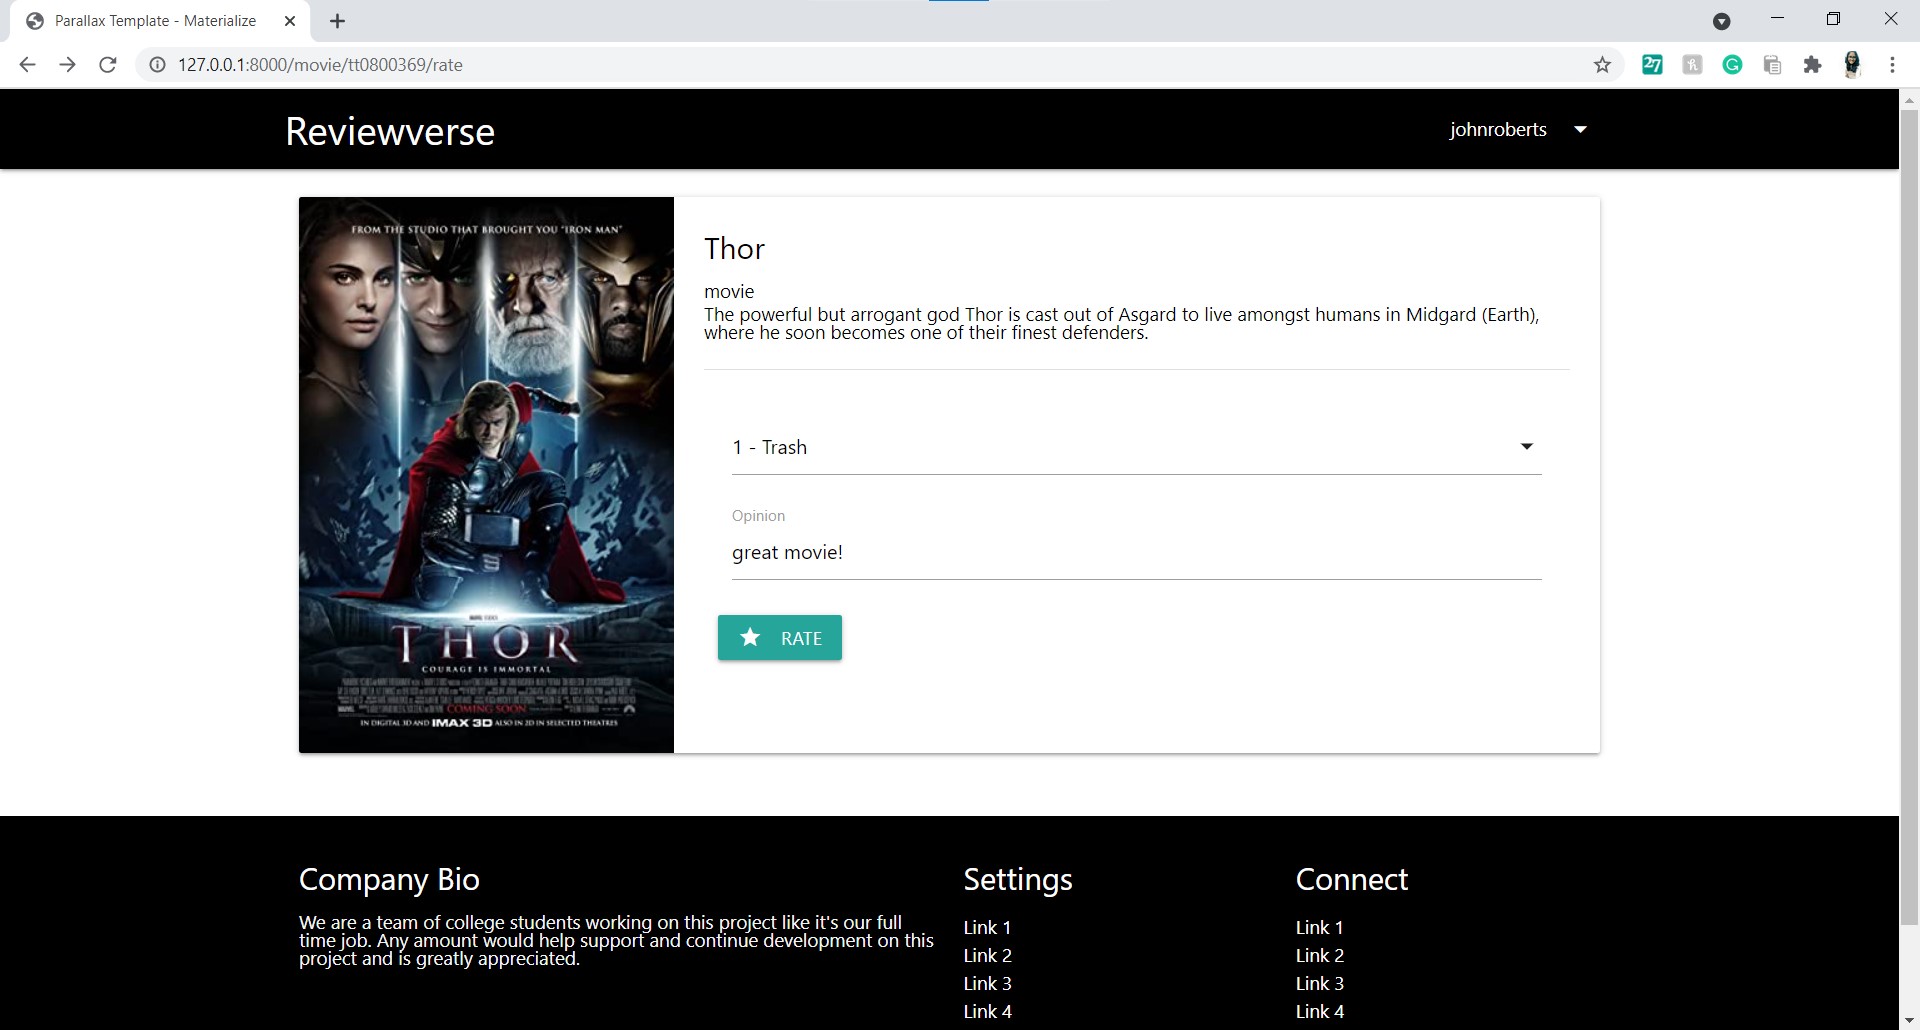 Parallax Template - Materialize
127.0.0.1:8000/movie/tt0800369/rate
27
Reviewverse
johnroberts
FROM THE STUDIO THAT BROUGHT YOU "IRON MAN"
THOR
COURAGE IS IMMORTAL
COMING SOON
IN DIGITAL 3D AND IMAX 3D ALSO IN 2D IN SELECTED THEATRES
Thor
movie
The powerful but arrogant god Thor is cast out of Asgard to live amongst humans in Midgard (Earth),
where he soon becomes one of their finest defenders.
1 - Trash
Opinion
great movie!
RATE
Company Bio
We are a team of college students working on this project like it's our full
time job. Any amount would help support and continue development on this
project and is greatly appreciated.
Settings
Link 1
Link 2
Link 3
Link 4
Connect
Link 1
Link 2
Link 3
Link 4